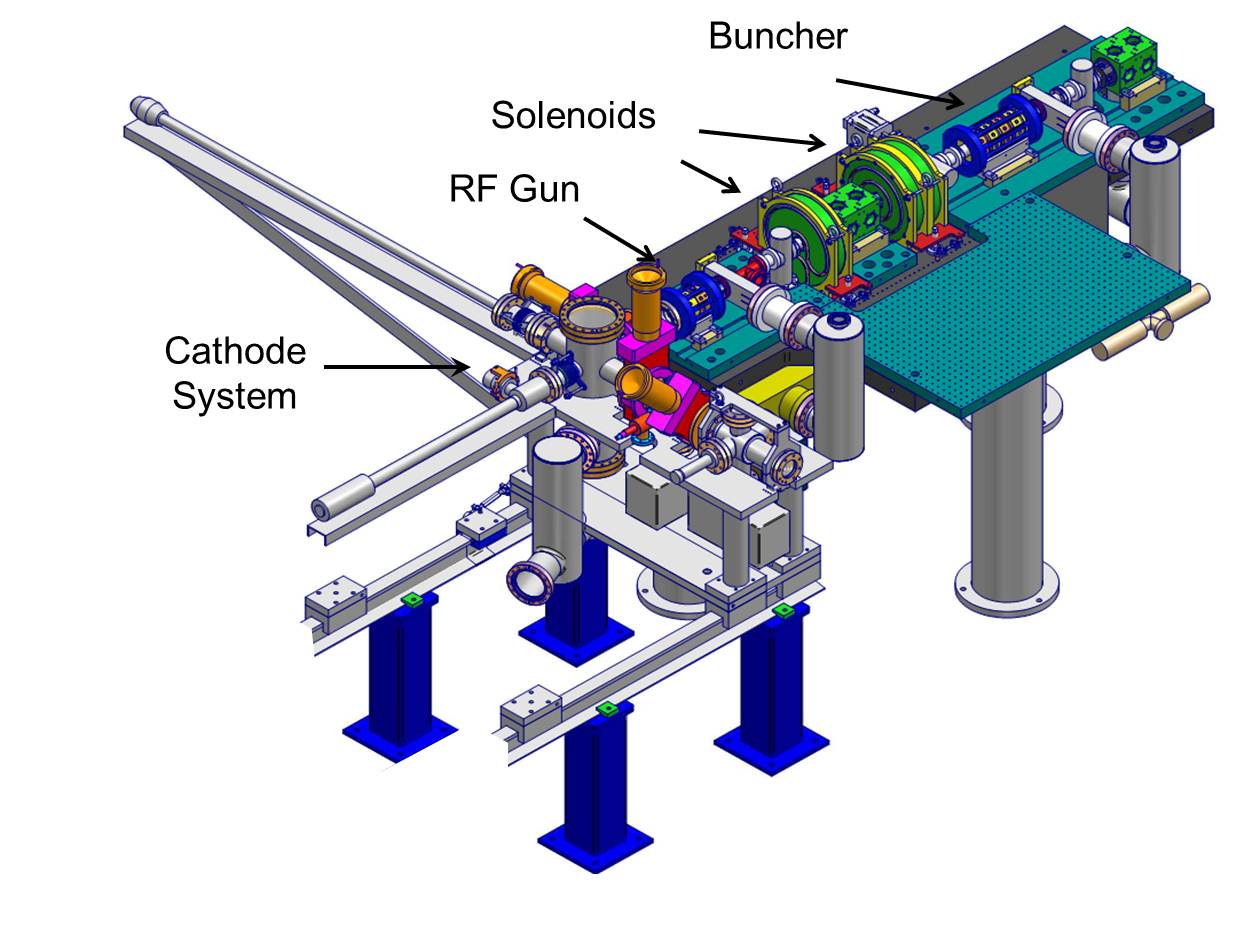 Buncher
Solenoids
RF Gun
Cathode
System